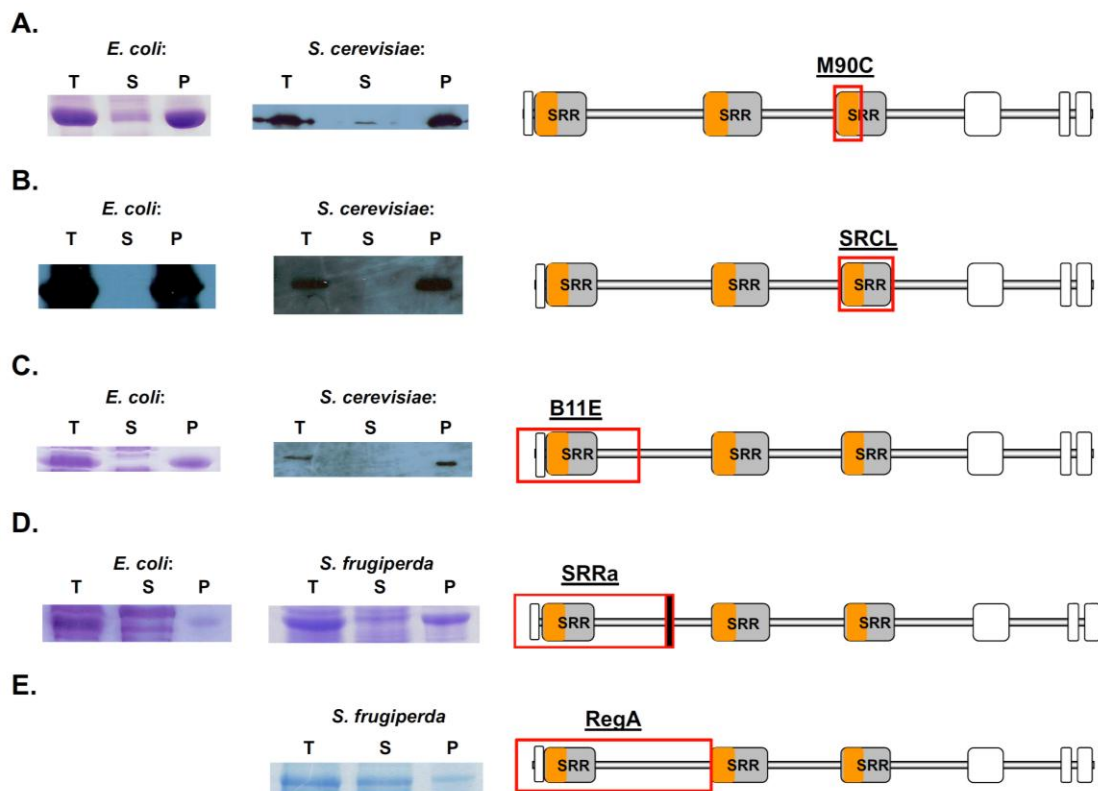 A.
E. coli: S. cerevisiae:
T S P T S P
M90C
SRR SRR SRR
B.
E. coli: S. cerevisiae:
T S P T S P
SRCL
SRR SRR SRR
C.
E. coli: S. cerevisiae:
T S P T S P
B11E
SRR SRR SRR
D.
E. coli: S. frugiperda
T S P T S P
SRRa
SRR SRR SRR
E.
S. frugiperda
T S P
RegA
SRR SRR SRR